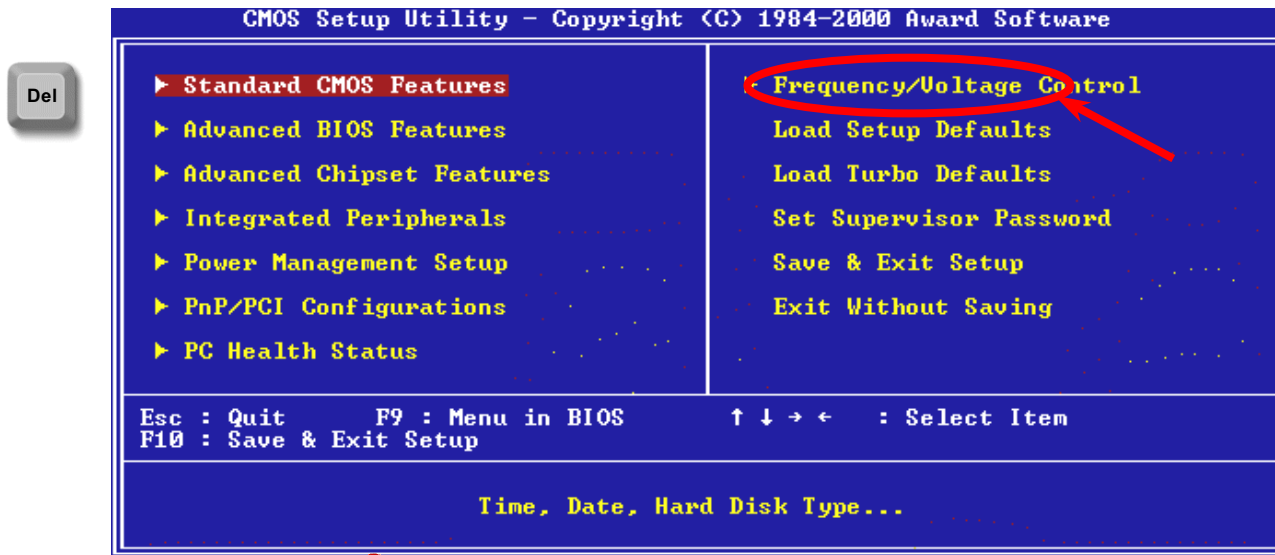 CMOS Setup Utility - Copyright (C) 1984-2000 Award Software
Del
Standard CMOS Features
Advanced BIOS Features
Advanced Chipset Features
Integrated Peripherals
Power Management Setup
PnP/PCI Configurations
PC Health Status
Frequency/Voltage Control
Load Setup Defaults
Load Turbo Defaults
Set Supervisor Password
Save & Exit Setup
Exit Without Saving
Esc : Quit F9 : Menu in BIOS ↑ ↓ → ← : Select Item
F10 : Save & Exit Setup
Time, Date, Hard Disk Type...